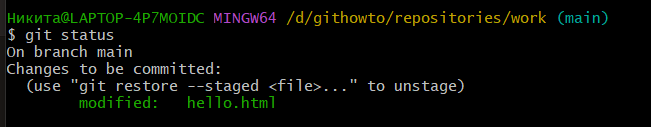 Никита@LAPTOP-4P7MOIDC MINGW64 /d/githowto/repositories/work (main)
$ git status
On branch main
Changes to be committed:
  (use "git restore --staged <file>..." to unstage)
        modified:   hello.html